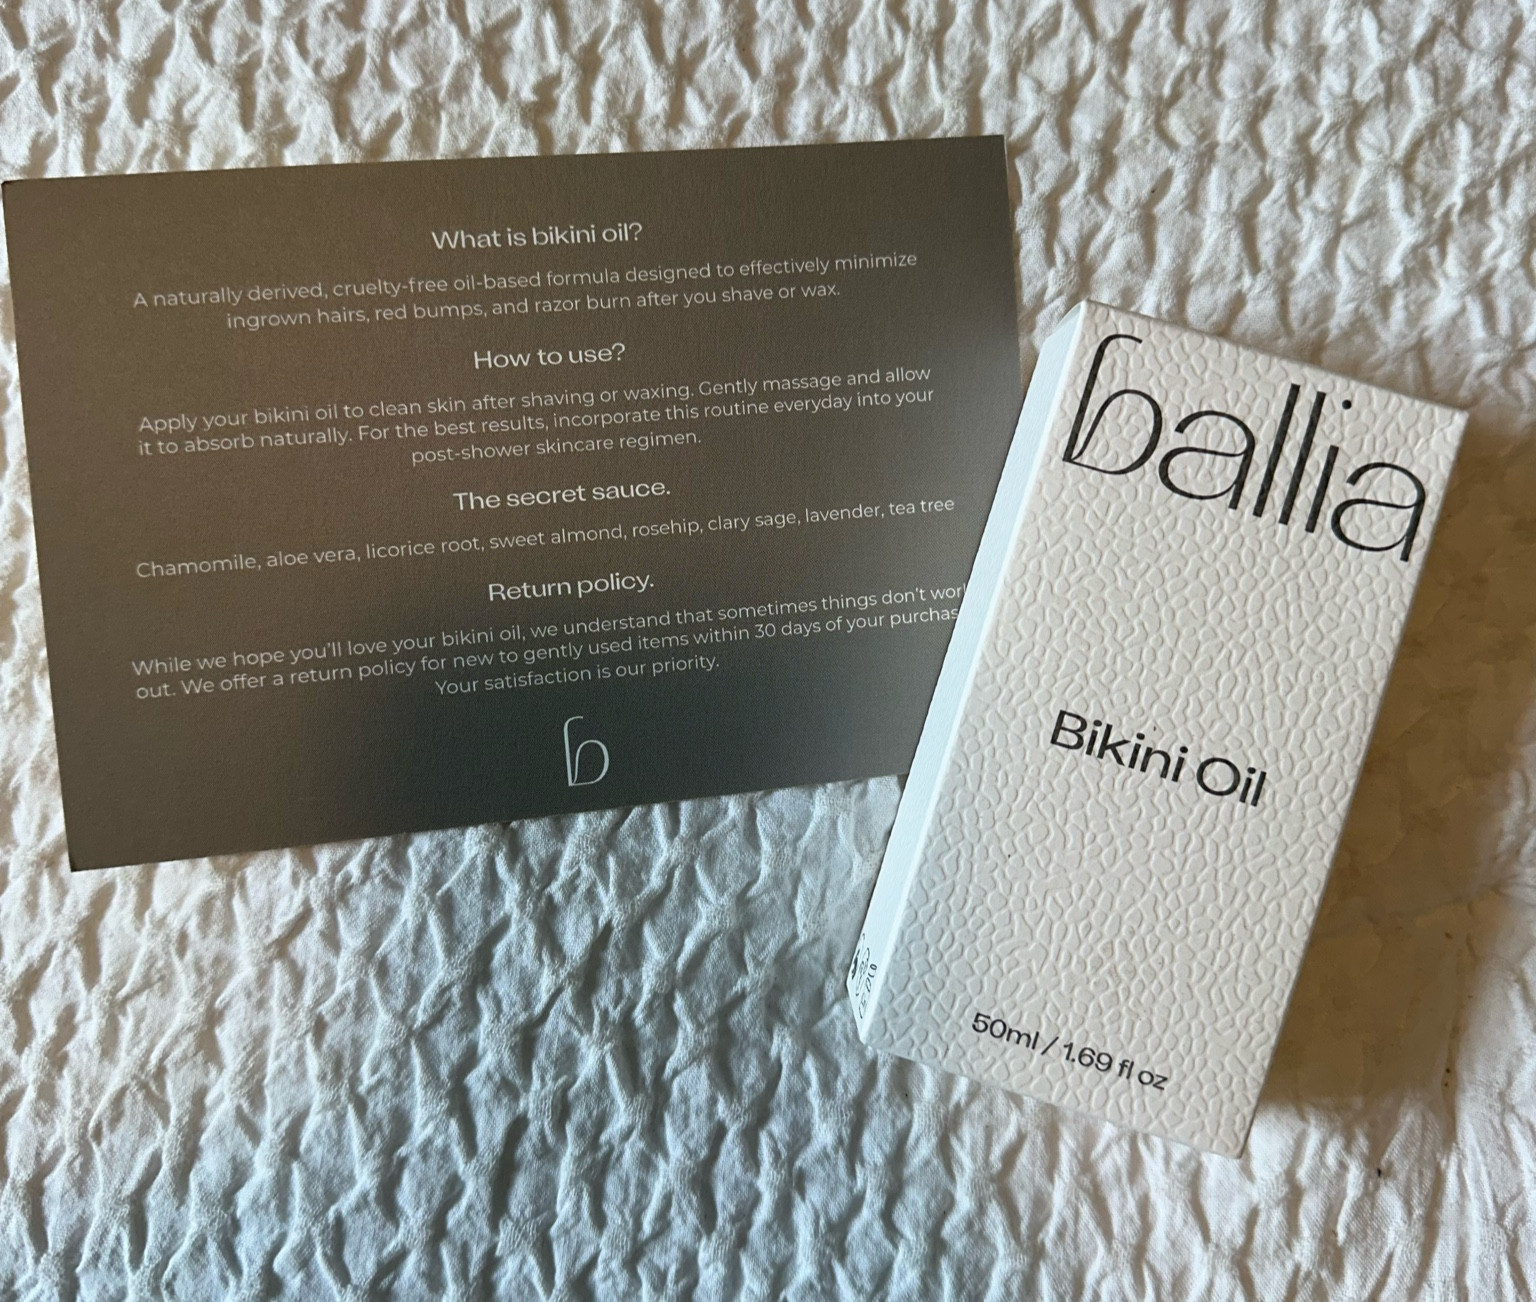 What is bikini oil?
A naturally derived, cruelty-free oil-based formula designed to effectively minimize
ingrown hairs, red bumps, and razor burn after you shave or wax.
How to use?
Apply your bikini oil to clean skin after shaving or waxing. Gently massage and allow
it to absorb naturally. For the best results, incorporate this routine everyday into your
post-shower skincare regimen.
The secret sauce.
Chamomile, aloe vera, licorice root, sweet almond, rosehip, clary sage, lavender, tea tree
Return policy.
While we hope you'll love your bikini oil, we understand that sometimes things don't
out. We offer a return policy for new to gently used items within 30 days of your
Your satisfaction is our priority.
b
ballia
Bikini Oil
50ml / 1.69 fl oz